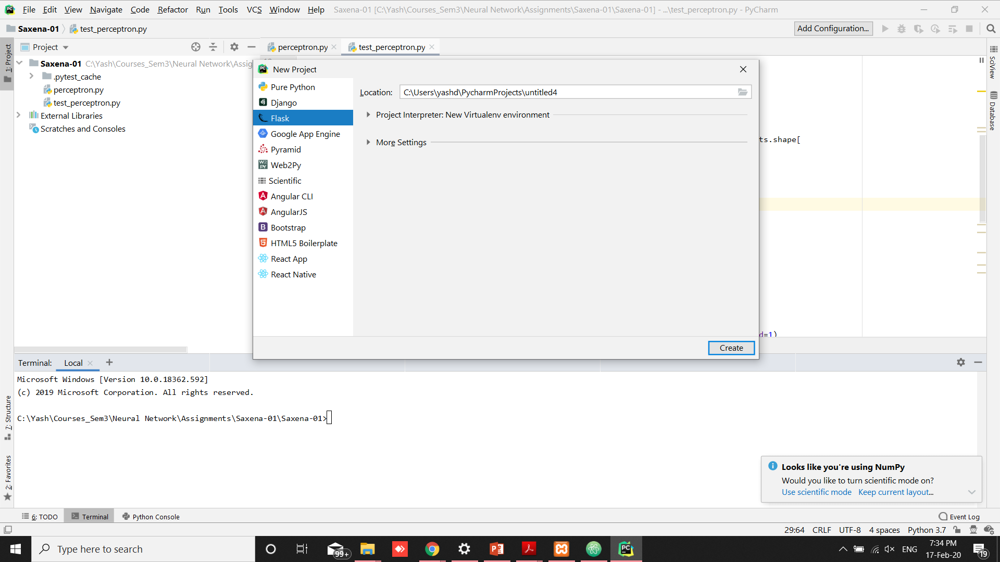 File Edit View Navigate Code Refactor Run Tools VCS Window Help Saxena-01 [C:\Yash\Courses_Sem3\Neural Network\Assignments\Saxena-01\Saxena-01] - ...\test_perceptron.py - PyCharm
Saxena-01 test_perceptron.py Add Configuration...
Project perceptron.py test_perceptron.py
1: Project
Saxena-01 C:\Yash\Courses_Sem3\Neural Network\Assig
.pytest_cache
perceptron.py
test_perceptron.py
External Libraries
Scratches and Consoles
New Project
Pure Python
Django
Flask
Google App Engine
Pyramid
Web2Py
Scientific
Angular CLI
AngularJS
Bootstrap
HTML5 Boilerplate
React App
React Native
Location: C:\Users\yashd\PycharmProjects\untitled4
Project Interpreter: New Virtualenv environment
More Settings
Create
ts.shape[
d=1)
SciView
Database
Terminal: Local
Microsoft Windows [Version 10.0.18362.592]
(c) 2019 Microsoft Corporation. All rights reserved.
C:\Yash\Courses_Sem3\Neural Network\Assignments\Saxena-01\Saxena-01>
7: Structure
2: Favorites
Looks like you're using NumPy
Would you like to turn scientific mode on?
Use scientific mode Keep current layout...
6: TODO Terminal Python Console Event Log
29:64 CRLF UTF-8 4 spaces Python 3.7
Type here to search
99+
ENG
7:34 PM
17-Feb-20
19